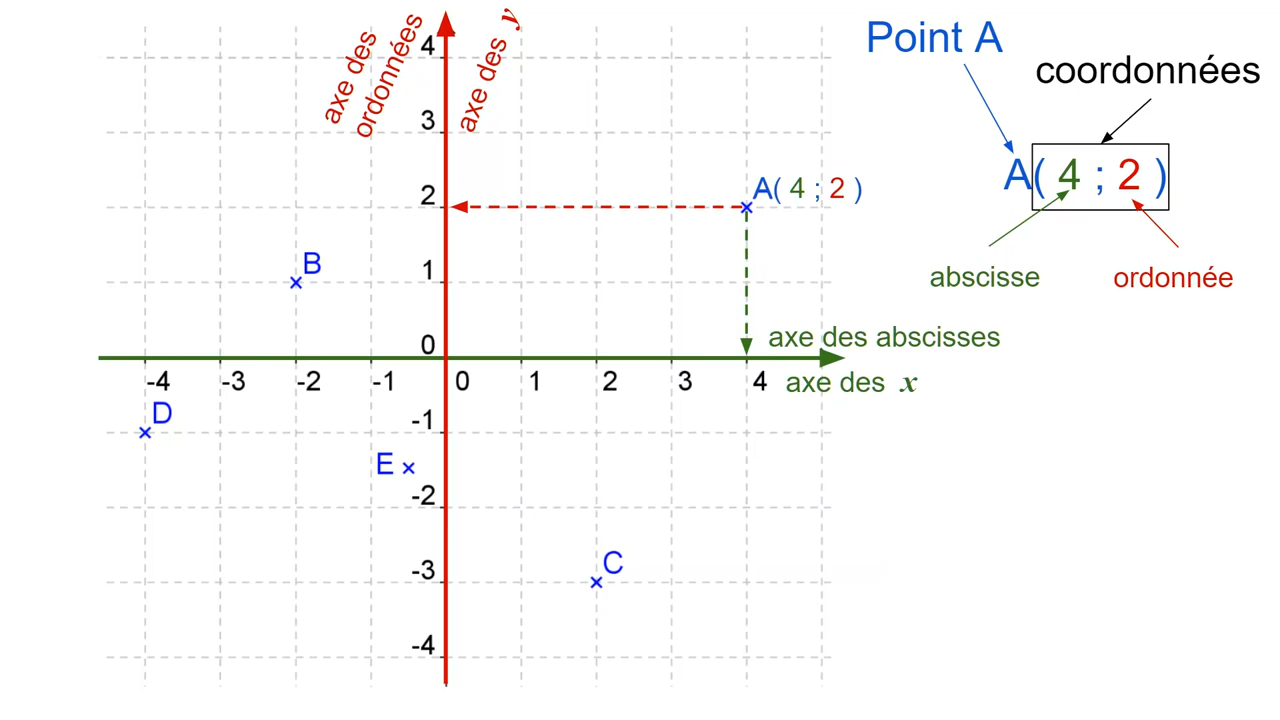 axe des
ordonnées
axe des y
Point A
coordonnées
A( 4 ; 2 )
abscisse
ordonnée
4
3
2
1
0
A( 4 ; 2 )
B
axe des abscisses
-4 -3 -2 -1 0 1 2 3 4
axe des x
D
-1
E
-2
C
-3
-4